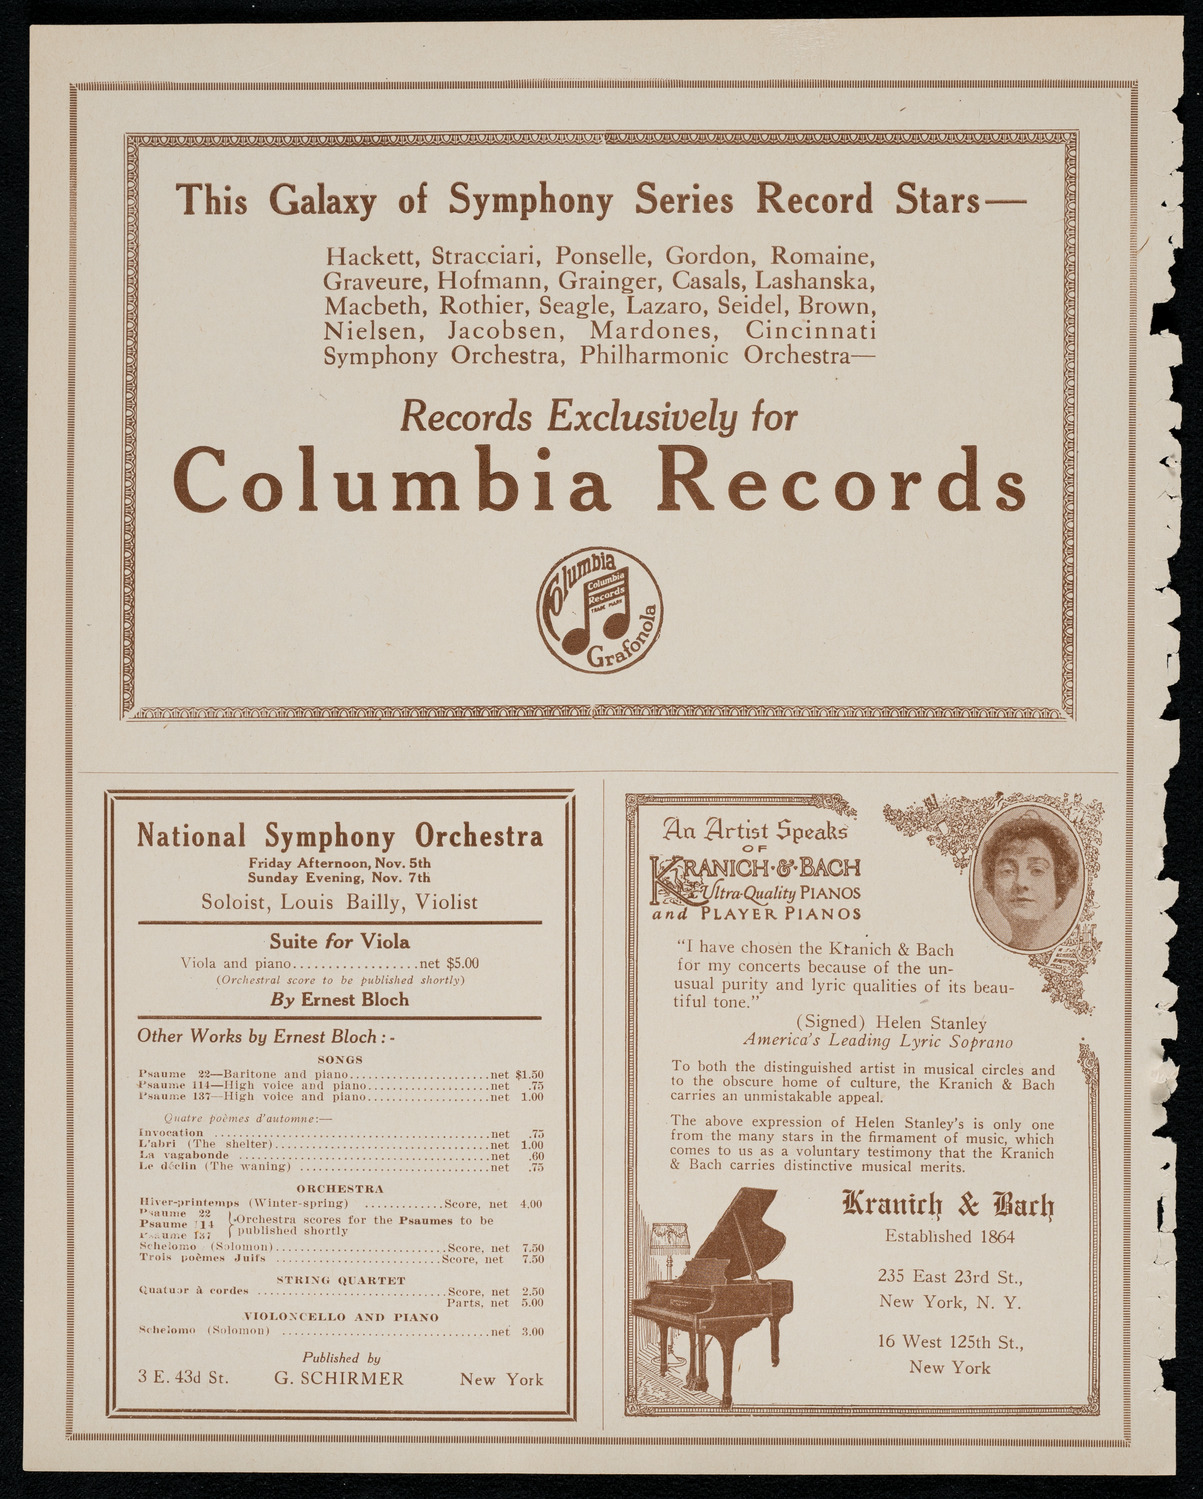 This Galaxy of Symphony Series Record Stars—
Hackett, Stracciari, Ponselle, Gordon, Romaine,
Graveure, Hofmann, Grainger, Casals, Lashanska,
Macbeth, Rothier, Seagle, Lazaro, Seidel, Brown,
Nielsen, Jacobsen, Mardones, Cincinnati
Symphony Orchestra, Philharmonic Orchestra—
Records Exclusively for
Columbia Records
Columbia
Columbia
Records
TRADE MARK
Grafonola
National Symphony Orchestra
Friday Afternoon, Nov. 5th
Sunday Evening, Nov. 7th
Soloist, Louis Bailly, Violist
Suite for Viola
Viola and piano..................net $5.00
(Orchestral score to be published shortly)
By Ernest Bloch
Other Works by Ernest Bloch : -
SONGS
Psaume 22—Baritone and piano.......................net $1.50
Psaume 114—High voice and piano....................net .75
Psaume 137—High voice and piano....................net 1.00
Quatre poèmes d'automne:—
Invocation .............................................net .75
L'abri (The shelter)...................................net 1.00
La vagabonde .........................................net .60
Le déclin (The waning) ...............................net .75
ORCHESTRA
Hiver-printemps (Winter-spring) .............Score, net 4.00
Psaume 22
Psaume 114 { Orchestra scores for the Psaumes to be
Psaume 137 { published shortly
Schelomo (Solomon)............................Score, net 7.50
Trois poèmes Juifs ...........................Score, net 7.50
STRING QUARTET
Quatuor à cordes ...............................Score, net 2.50
Parts, net 5.00
VIOLONCELLO AND PIANO
Schelomo (Solomon) ..................................net 3.00
Published by
3 E. 43d St. G. SCHIRMER New York
An Artist Speaks
OF
KRANICH·&·BACH
Ultra-Quality PIANOS
and PLAYER PIANOS
"I have chosen the Kranich & Bach
for my concerts because of the un-
usual purity and lyric qualities of its beau-
tiful tone."
(Signed) Helen Stanley
America's Leading Lyric Soprano
To both the distinguished artist in musical circles and
to the obscure home of culture, the Kranich & Bach
carries an unmistakable appeal.
The above expression of Helen Stanley's is only one
from the many stars in the firmament of music, which
comes to us as a voluntary testimony that the Kranich
& Bach carries distinctive musical merits.
Kranich & Bach
Established 1864
235 East 23rd St.,
New York, N. Y.
16 West 125th St.,
New York